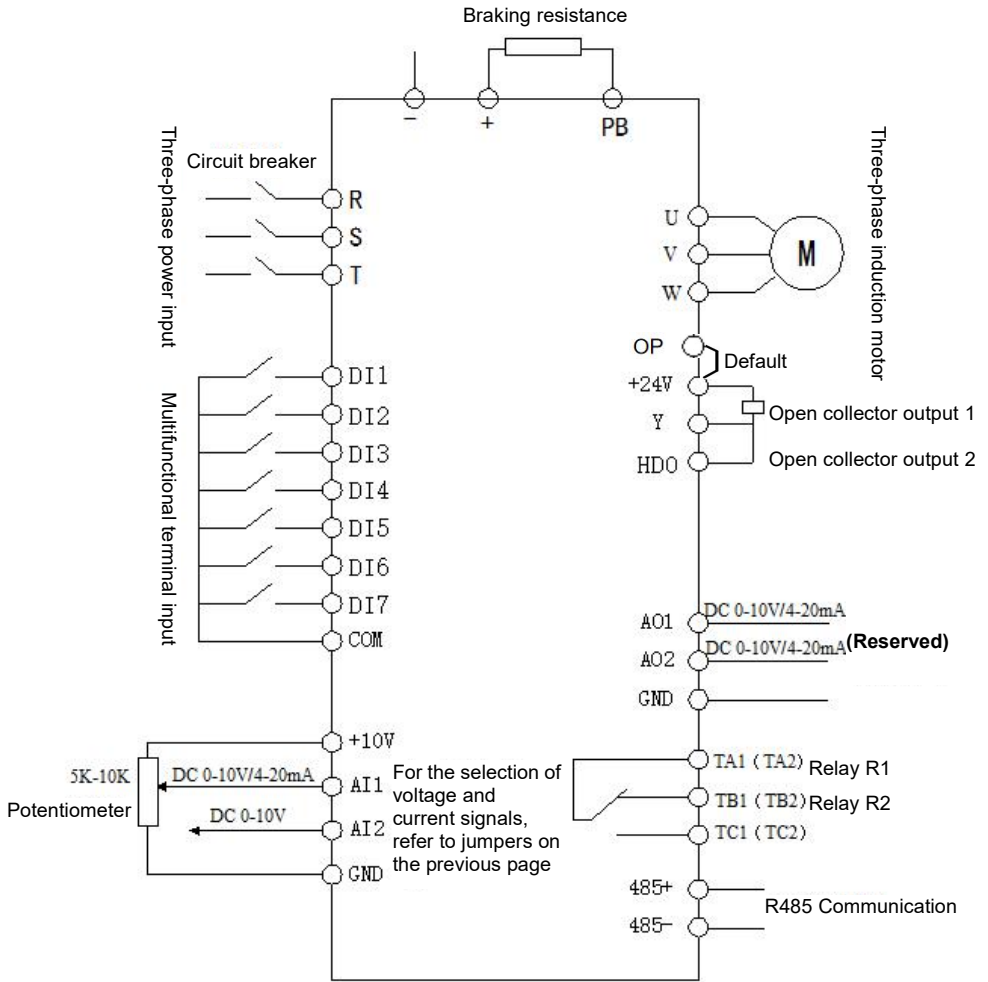 Braking resistance
-
+
PB
Three-phase power input
Circuit breaker
R
S
T
Multifunctional terminal input
DI1
DI2
DI3
DI4
DI5
DI6
DI7
COM
+10V
5K-10K
Potentiometer
DC 0-10V/4-20mA
AI1
DC 0-10V
AI2
GND
For the selection of
voltage and
current signals,
refer to jumpers on
the previous page
U
V
W
M
Three-phase induction motor
OP
Default
+24V
Y
Open collector output 1
HDO
Open collector output 2
AO1
DC 0-10V/4-20mA
AO2
DC 0-10V/4-20mA
(Reserved)
GND
TA1 (TA2)
Relay R1
TB1 (TB2)
Relay R2
TC1 (TC2)
485+
485-
R485 Communication